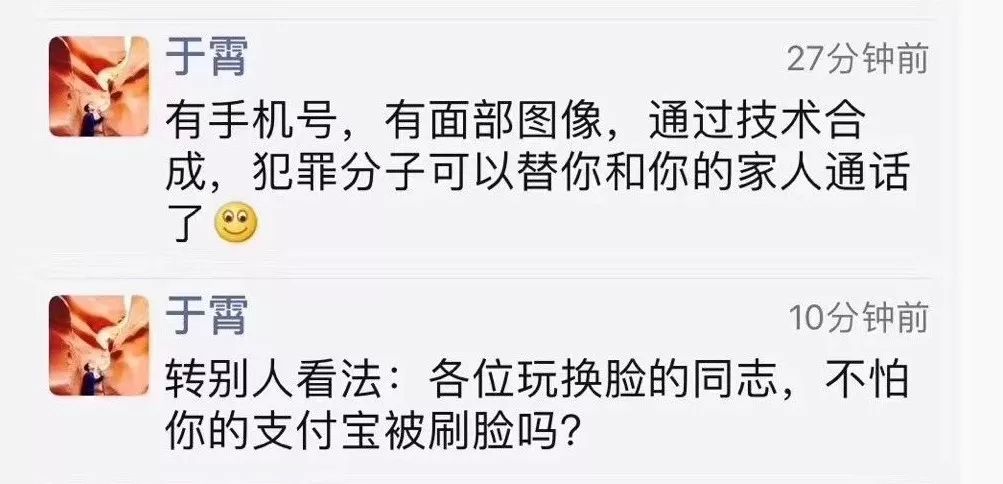 于霄
27分钟前
有手机号，有面部图像，通过技术合
成，犯罪分子可以替你和你的家人通话
了
于霄
10分钟前
转别人看法：各位玩换脸的同志，不怕
你的支付宝被刷脸吗？